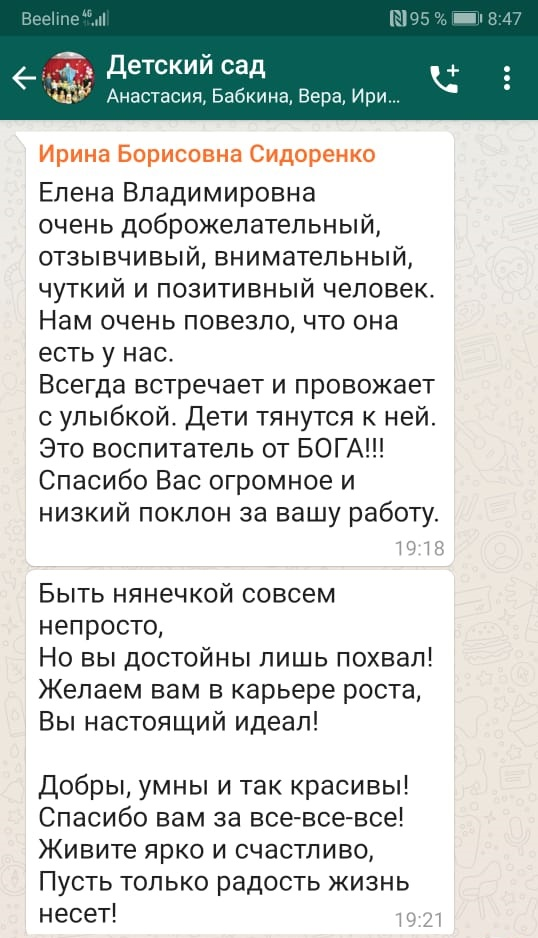 Beeline 4G 95 % 8:47
Детский сад
Анастасия, Бабкина, Вера, Ири...
Ирина Борисовна Сидоренко
Елена Владимировна
очень доброжелательный,
отзывчивый, внимательный,
чуткий и позитивный человек.
Нам очень повезло, что она
есть у нас.
Всегда встречает и провожает
с улыбкой. Дети тянутся к ней.
Это воспитатель от БОГА!!!
Спасибо Вас огромное и
низкий поклон за вашу работу.
19:18
Быть нянечкой совсем
непросто,
Но вы достойны лишь похвал!
Желаем вам в карьере роста,
Вы настоящий идеал!
Добры, умны и так красивы!
Спасибо вам за все-все-все!
Живите ярко и счастливо,
Пусть только радость жизнь
несет!
19:21